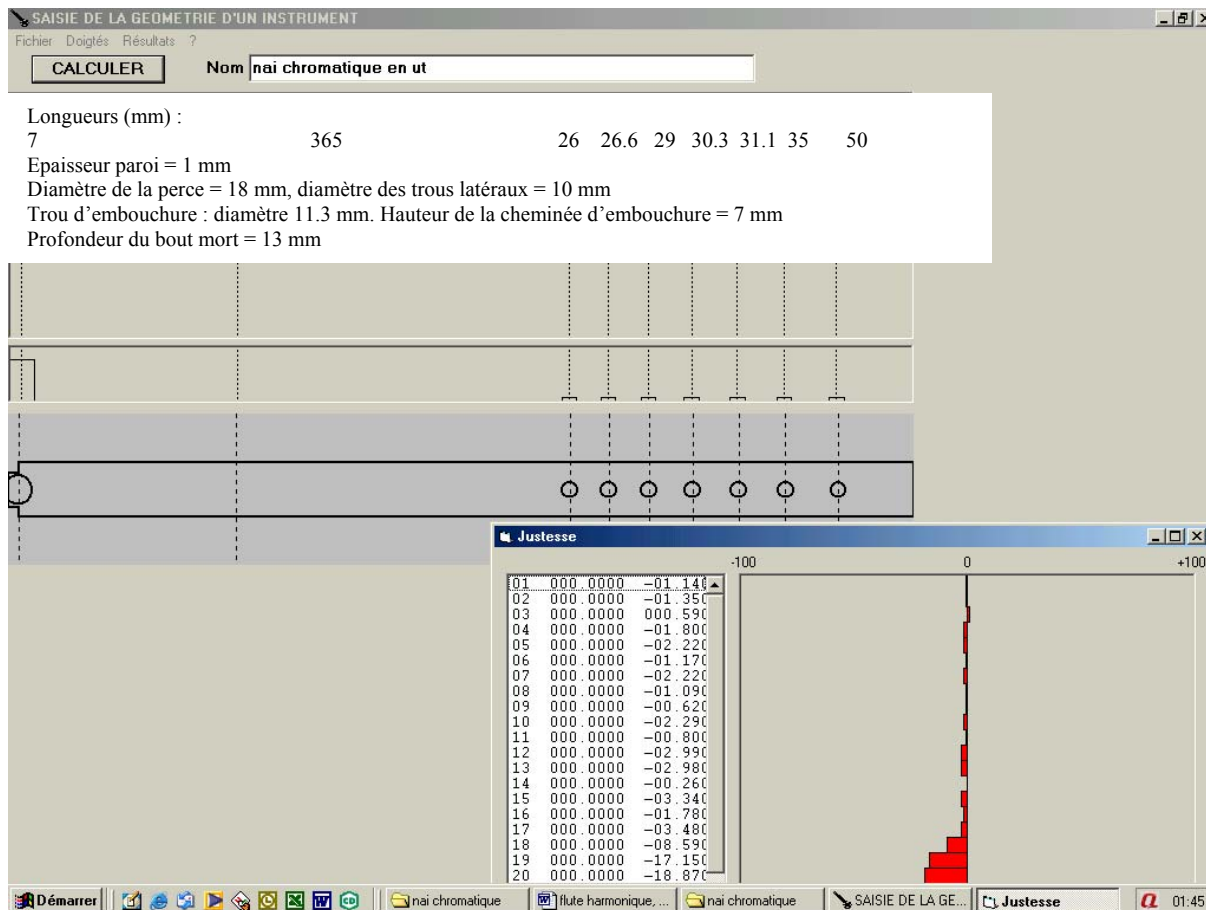 SAISIE DE LA GEOMETRIE D'UN INSTRUMENT
Fichier Doigtés Résultats ?
CALCULER Nom nai chromatique en ut
Longueurs (mm) :
7 365 26 26.6 29 30.3 31.1 35 50
Epaisseur paroi = 1 mm
Diamètre de la perce = 18 mm, diamètre des trous latéraux = 10 mm
Trou d'embouchure : diamètre 11.3 mm. Hauteur de la cheminée d'embouchure = 7 mm
Profondeur du bout mort = 13 mm
Justesse
-100 0 +100
01 000.0000 -01.140
02 000.0000 -01.350
03 000.0000 000.590
04 000.0000 -01.800
05 000.0000 -02.220
06 000.0000 -01.170
07 000.0000 -02.220
08 000.0000 -01.090
09 000.0000 -00.620
10 000.0000 -02.290
11 000.0000 -00.800
12 000.0000 -02.990
13 000.0000 -02.980
14 000.0000 -00.260
15 000.0000 -03.340
16 000.0000 -01.780
17 000.0000 -03.480
18 000.0000 -08.590
19 000.0000 -17.150
20 000.0000 -18.870
Démarrer nai chromatique flute harmonique, ... nai chromatique SAISIE DE LA GE... Justesse 01:45